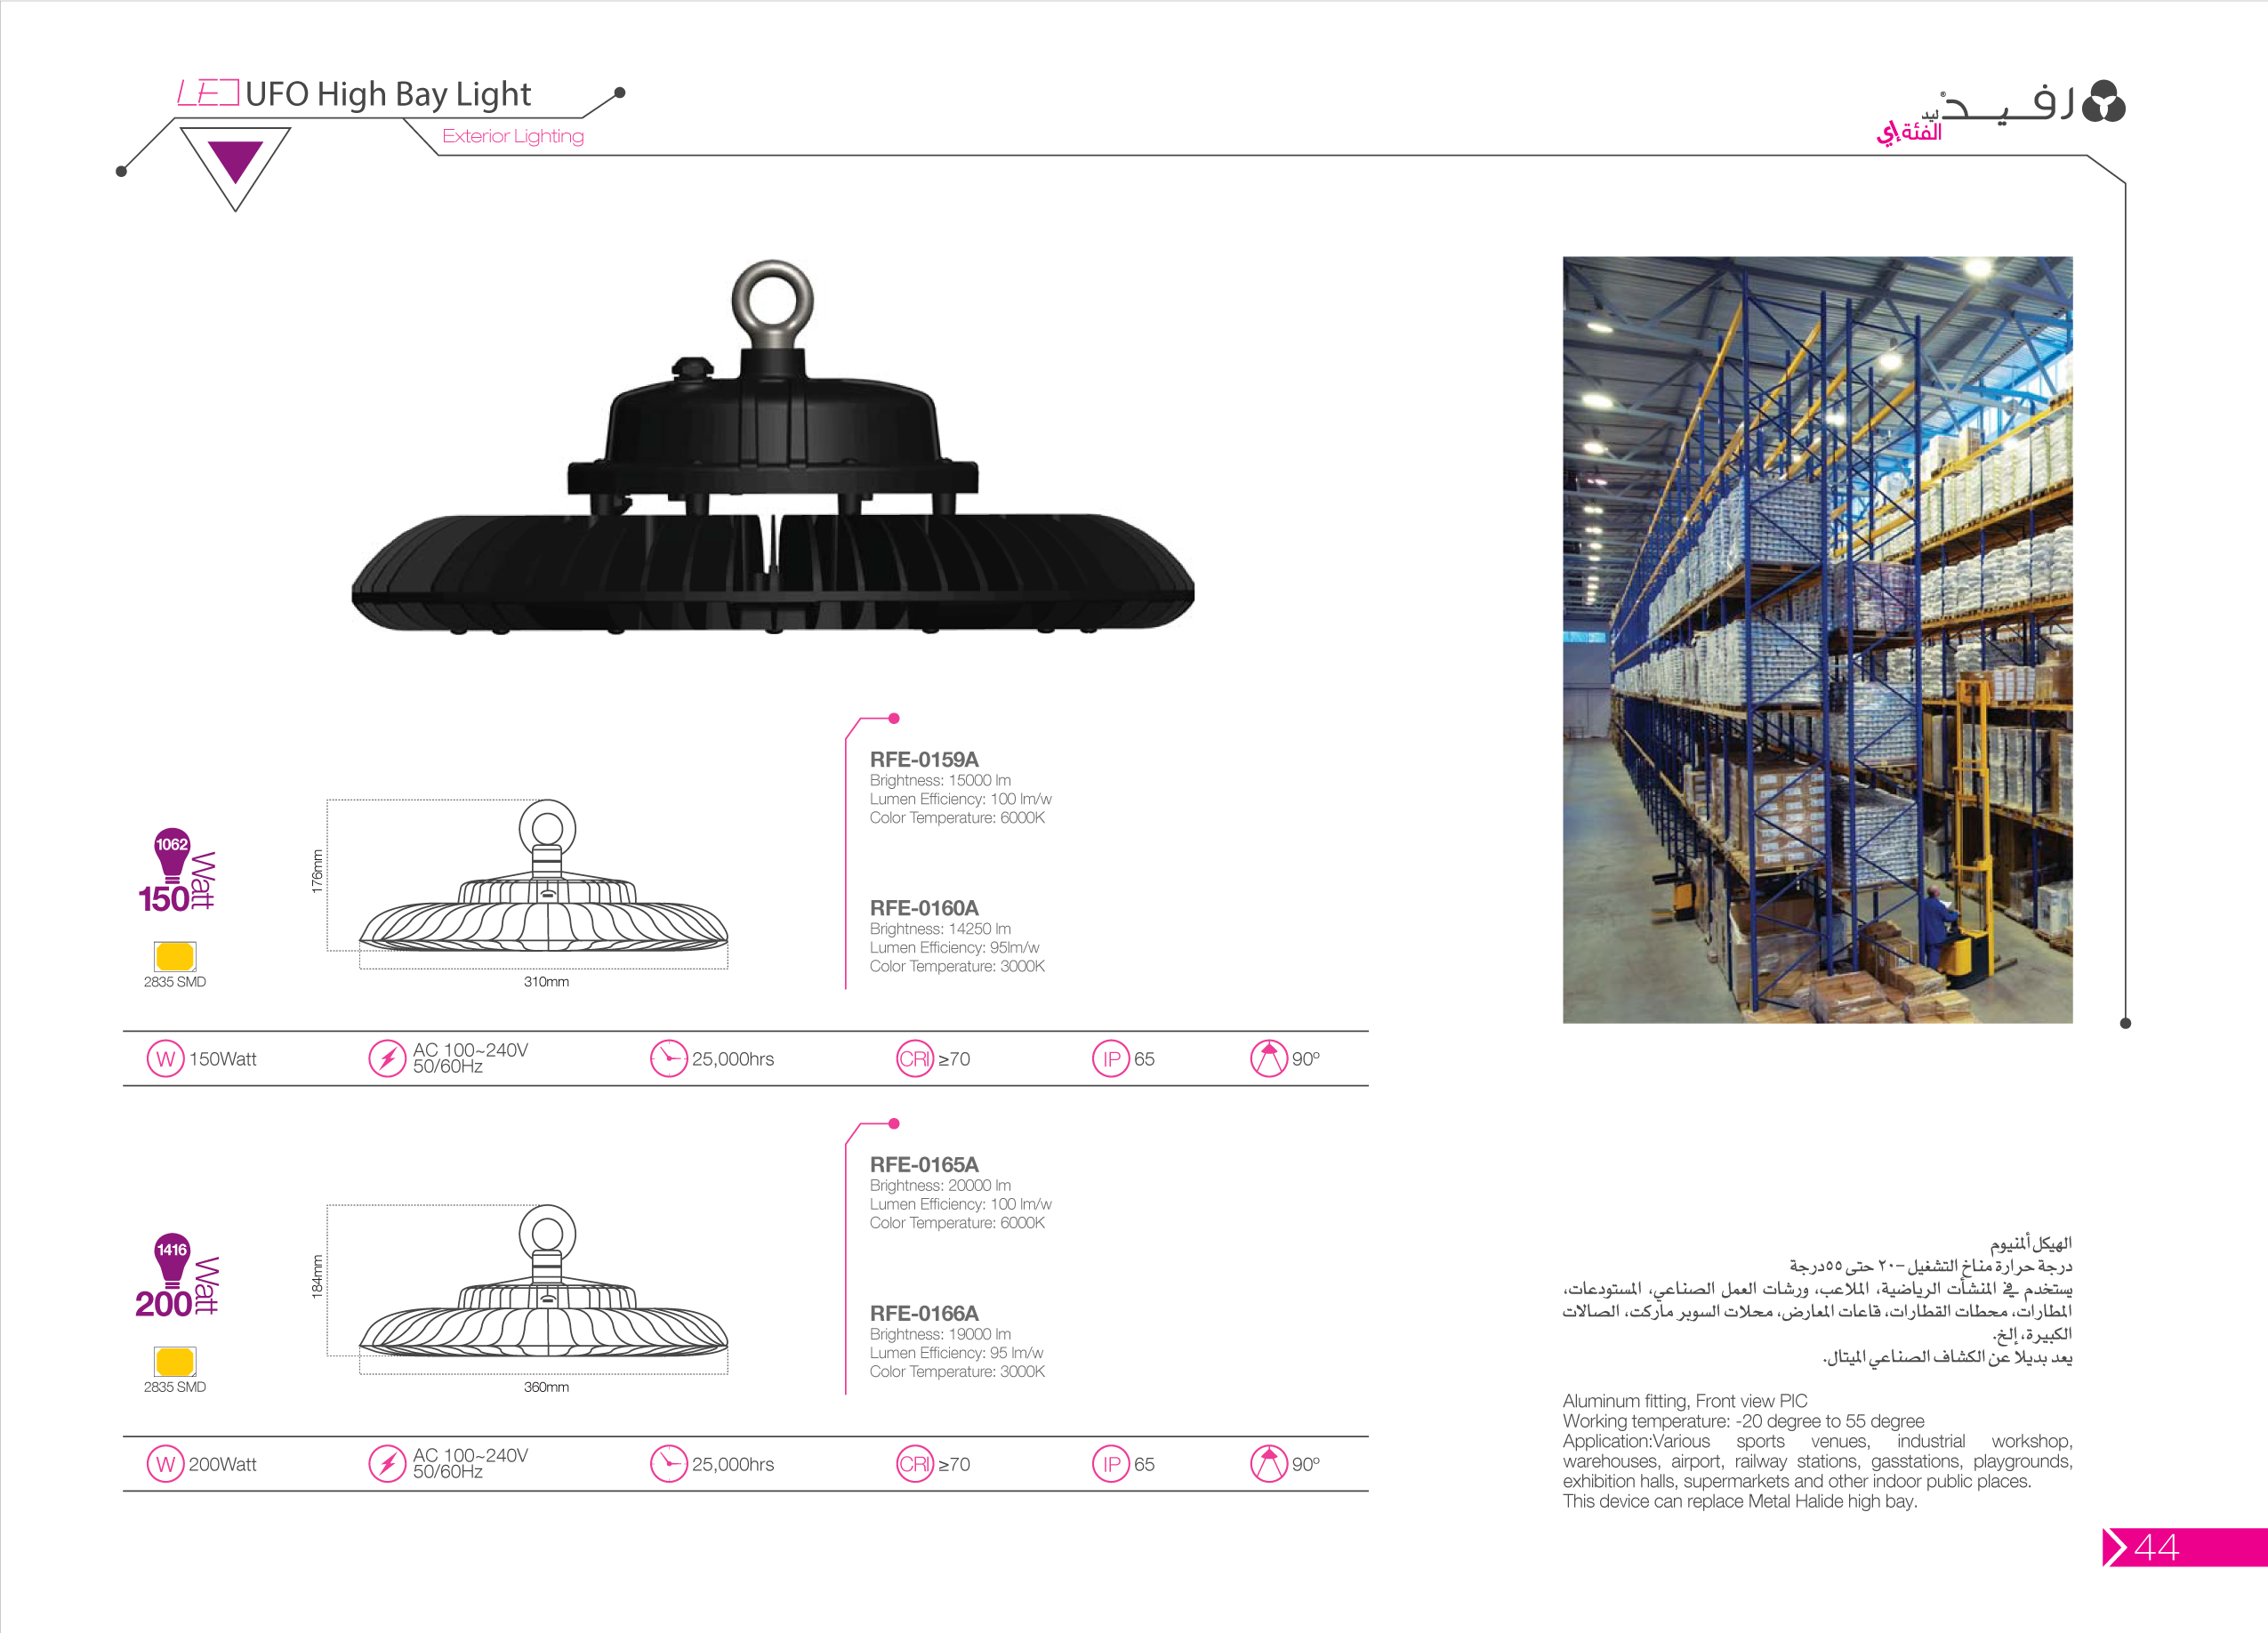 LED UFO High Bay Light
Exterior Lighting
رفيد®
ليد
الفئة إي
RFE-0159A
Brightness: 15000 lm
Lumen Efficiency: 100 lm/w
Color Temperature: 6000K
1062
150 Watt
2835 SMD
176mm
310mm
RFE-0160A
Brightness: 14250 lm
Lumen Efficiency: 95lm/w
Color Temperature: 3000K
W 150Watt
AC 100~240V
50/60Hz
25,000hrs
CRI ≥70
IP 65
90º
RFE-0165A
Brightness: 20000 lm
Lumen Efficiency: 100 lm/w
Color Temperature: 6000K
1416
200 Watt
2835 SMD
184mm
360mm
RFE-0166A
Brightness: 19000 lm
Lumen Efficiency: 95 lm/w
Color Temperature: 3000K
W 200Watt
AC 100~240V
50/60Hz
25,000hrs
CRI ≥70
IP 65
90º
الهيكل ألمنيوم
درجة حرارة مناخ التشغيل -٢٠ حتى ٥٥درجة
يستخدم في المنشأت الرياضية، الملاعب، ورشات العمل الصناعي، المستودعات،
المطارات، محطات القطارات، قاعات المعارض، محلات السوبر ماركت، الصالات
الكبيرة، إلخ.
يعد بديلا عن الكشاف الصناعي الميتال.
Aluminum fitting, Front view PIC
Working temperature: -20 degree to 55 degree
Application:Various sports venues, industrial workshop,
warehouses, airport, railway stations, gasstations, playgrounds,
exhibition halls, supermarkets and other indoor public places.
This device can replace Metal Halide high bay.
44